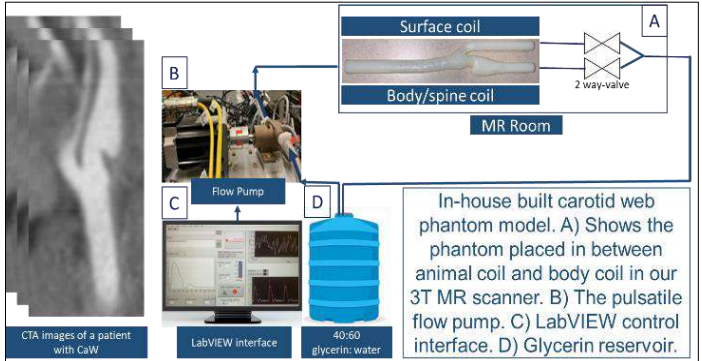 A
Surface coil
B
Body/spine coil
2 way-valve
MR Room
Flow Pump
C
D
In-house built carotid web
phantom model. A) Shows the
phantom placed in between
animal coil and body coil in our
3T MR scanner. B) The pulsatile
flow pump. C) LabVIEW control
interface. D) Glycerin reservoir.
CTA images of a patient
with CaW
LabVIEW interface
40:60
glycerin: water